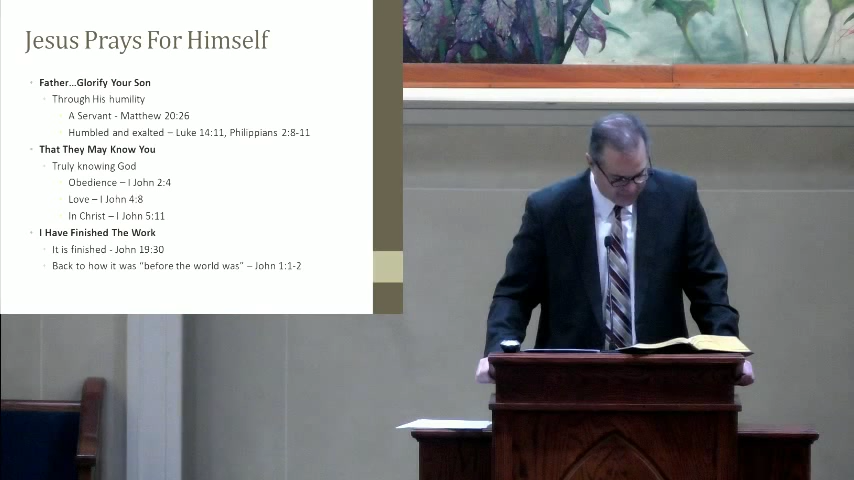 Jesus Prays For Himself
Father…Glorify Your Son
Through His humility
A Servant - Matthew 20:26
Humbled and exalted – Luke 14:11, Philippians 2:8-11
That They May Know You
Truly knowing God
Obedience – I John 2:4
Love – I John 4:8
In Christ – I John 5:11
I Have Finished The Work
It is finished - John 19:30
Back to how it was “before the world was” – John 1:1-2